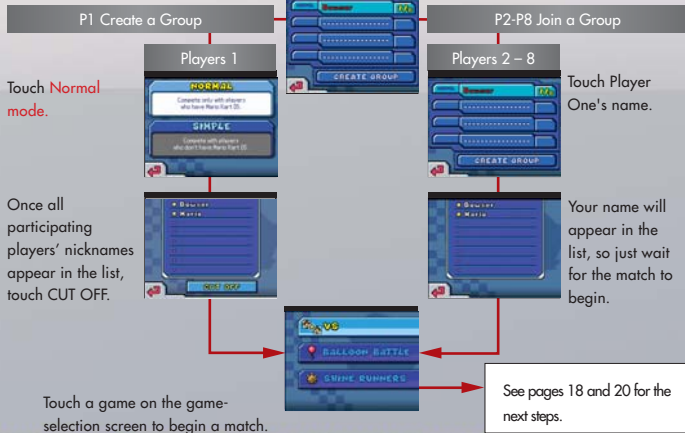 P1 Create a Group
P2-P8 Join a Group
Bowser
CREATE GROUP
Players 1
Players 2 – 8
Touch Normal
mode.
NORMAL
Compete only with players
who have Mario Kart DS.
SIMPLE
Compete with players
who don't have Mario Kart DS.
Bowser
CREATE GROUP
Touch Player
One's name.
Once all
participating
players' nicknames
appear in the list,
touch CUT OFF.
Bowser
Mario
CUT OFF
Bowser
Mario
Your name will
appear in the
list, so just wait
for the match to
begin.
VS
BALLOON BATTLE
SHINE RUNNERS
See pages 18 and 20 for the
next steps.
Touch a game on the game-
selection screen to begin a match.